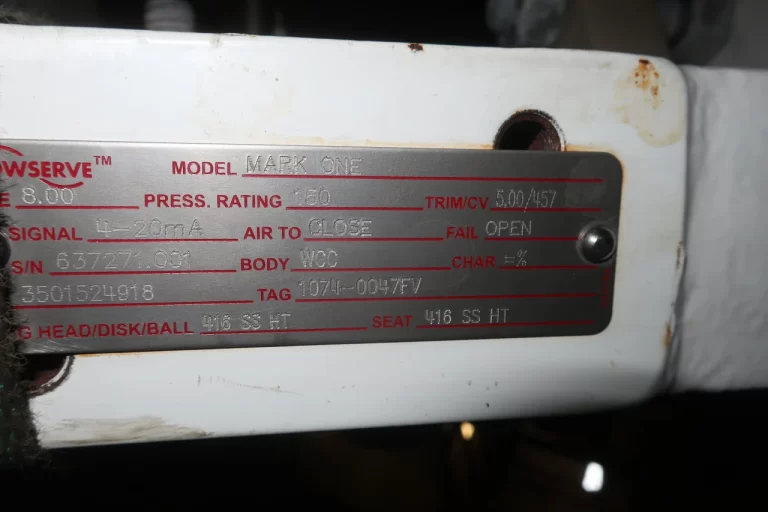 OWSERVE™ MODEL MARK ONE
E 8.00 PRESS. RATING 150 TRIM/CV 5.00/457
SIGNAL 4-20mA AIR TO CLOSE FAIL OPEN
S/N 637271.001 BODY WCC CHAR =%
3501524918 TAG 1074-0047FV
G HEAD/DISK/BALL 416 SS HT SEAT 416 SS HT